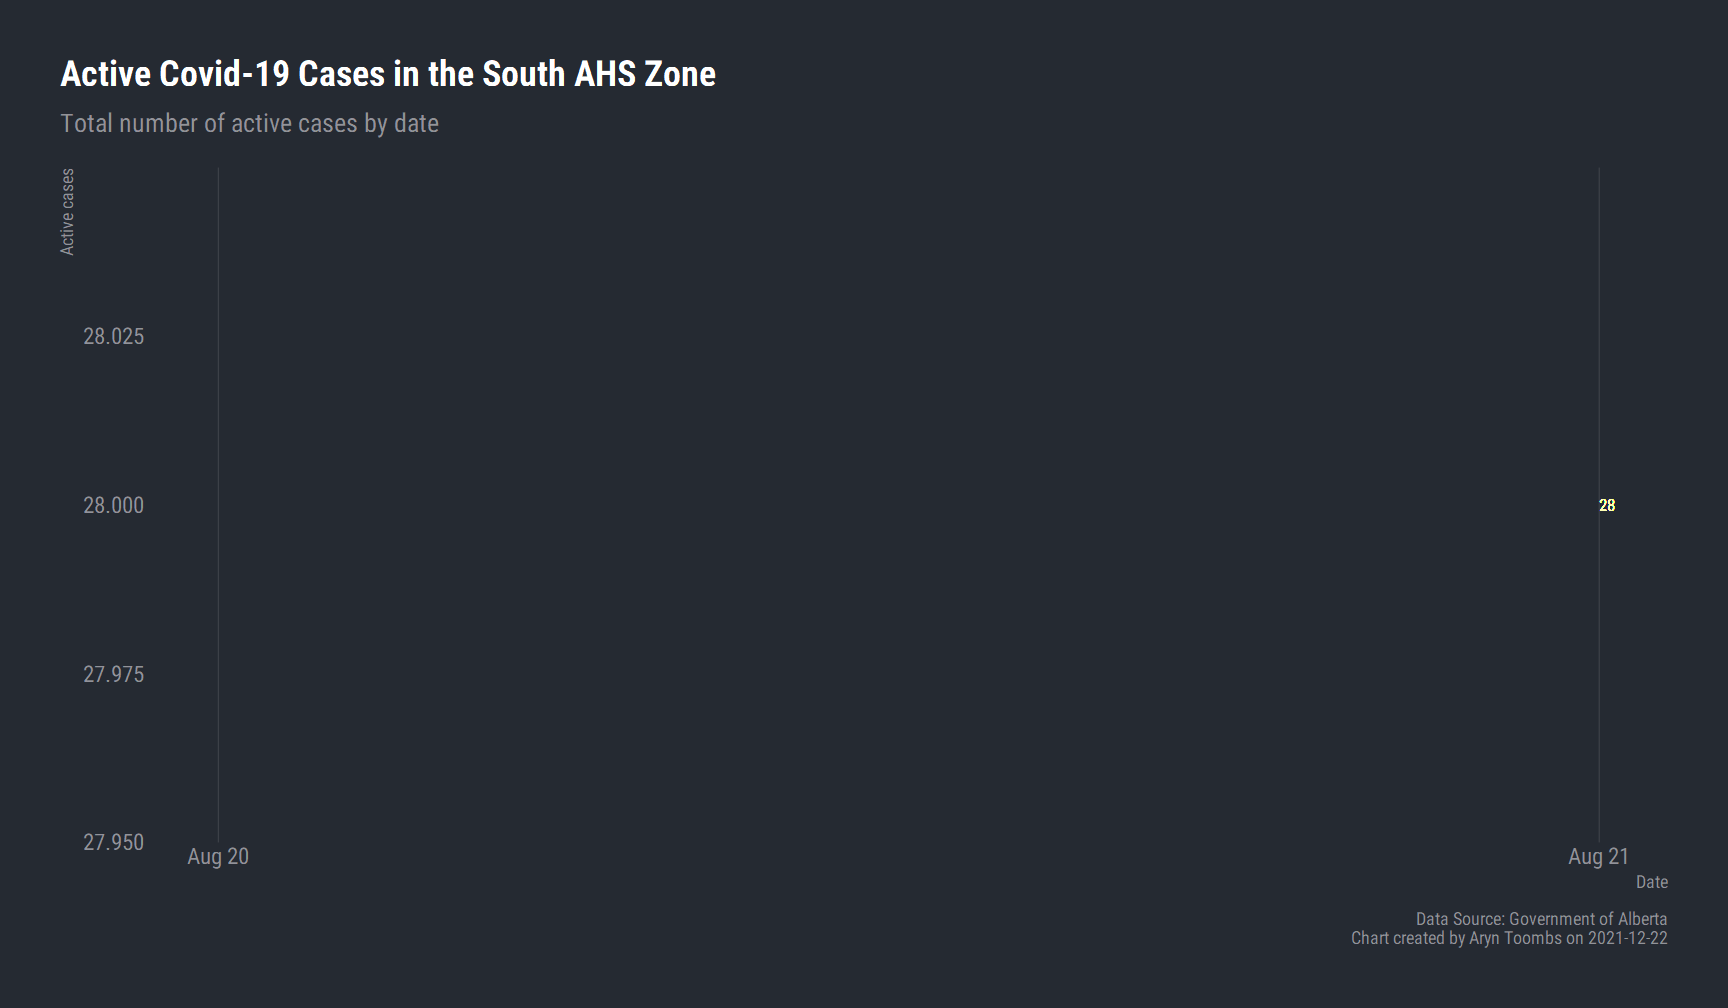 Active Covid-19 Cases in the South AHS Zone
Total number of active cases by date
Active cases
28.025
28.000
28
27.975
27.950
Aug 20
Aug 21
Date
Data Source: Government of Alberta
Chart created by Aryn Toombs on 2021-12-22